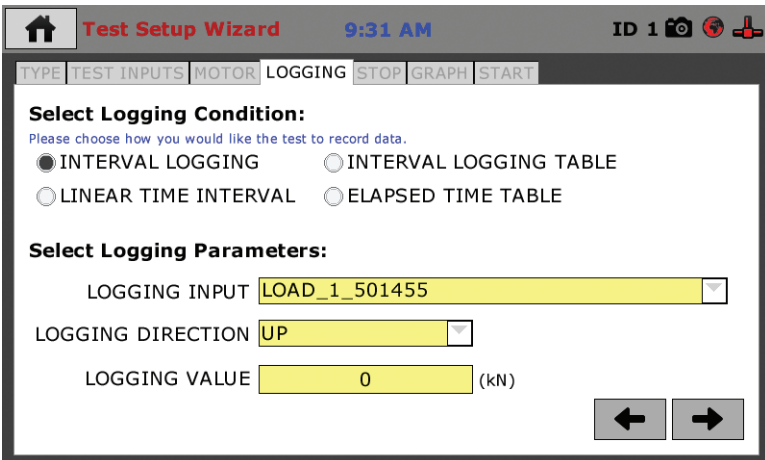 Test Setup Wizard 9:31 AM ID 1
TYPE TEST INPUTS MOTOR LOGGING STOP GRAPH START
Select Logging Condition:
Please choose how you would like the test to record data.
INTERVAL LOGGING INTERVAL LOGGING TABLE
LINEAR TIME INTERVAL ELAPSED TIME TABLE
Select Logging Parameters:
LOGGING INPUT LOAD_1_501455
LOGGING DIRECTION UP
LOGGING VALUE 0 (kN)